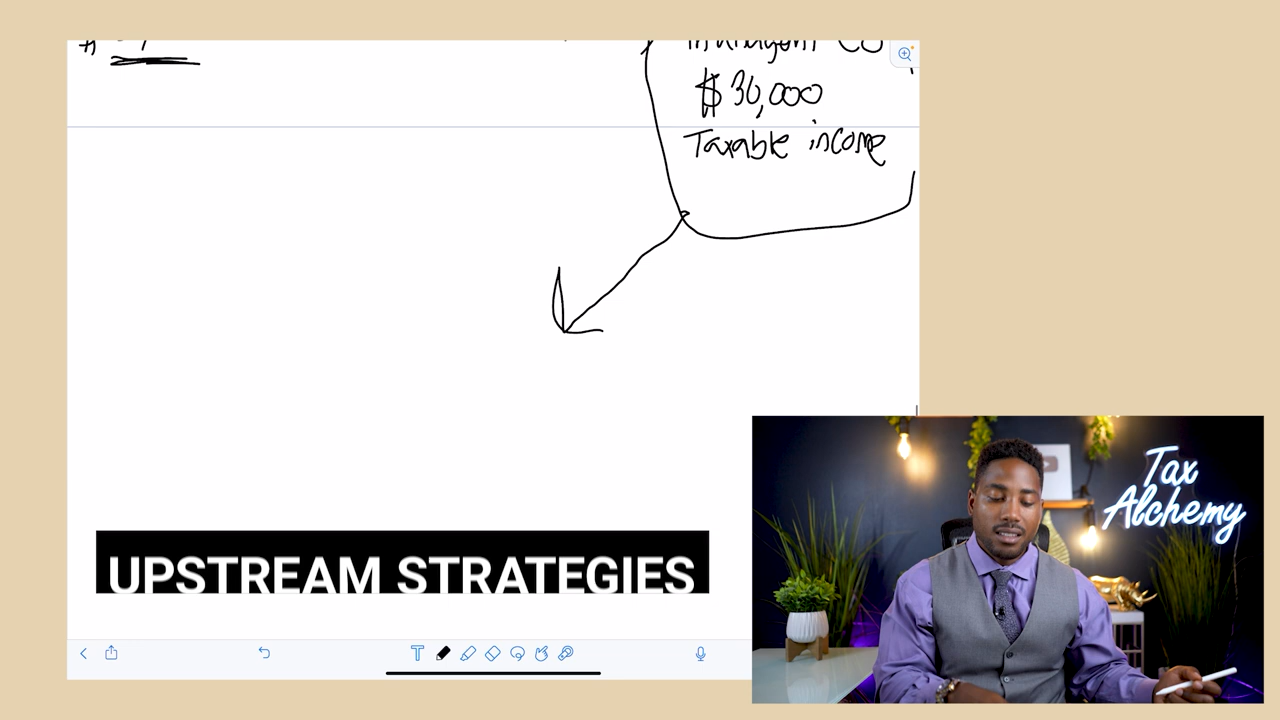 $30,000
Taxable income
UPSTREAM STRATEGIES
T
Tax
Alchemy